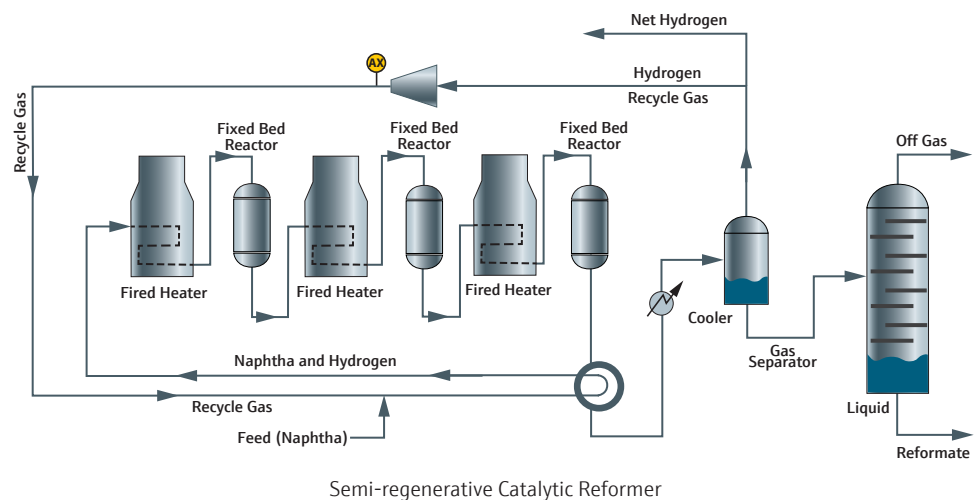 Net Hydrogen
AX
Hydrogen
Recycle Gas
Recycle Gas
Fixed Bed
Reactor
Fixed Bed
Reactor
Fixed Bed
Reactor
Off Gas
Fired Heater
Fired Heater
Fired Heater
Cooler
Gas
Separator
Naphtha and Hydrogen
Recycle Gas
Feed (Naphtha)
Liquid
Reformate
Semi-regenerative Catalytic Reformer